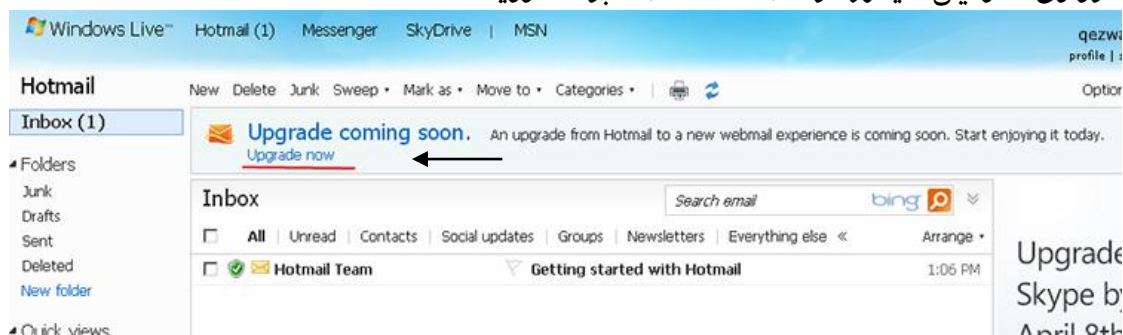 Windows Live™ Hotmail (1) Messenger SkyDrive | MSN
profile |
Hotmail
New Delete Junk Sweep • Mark as • Move to • Categories • |
Inbox (1)
Upgrade coming soon. An upgrade from Hotmail to a new webmail experience is coming soon. Start enjoying it today.
Upgrade now
Folders
Junk
Drafts
Sent
Deleted
New folder
Quick views
Inbox
Search email bing
All | Unread | Contacts | Social updates | Groups | Newsletters | Everything else « Arrange •
Hotmail Team Getting started with Hotmail 1:06 PM
Upgrade
Skype
April 8th